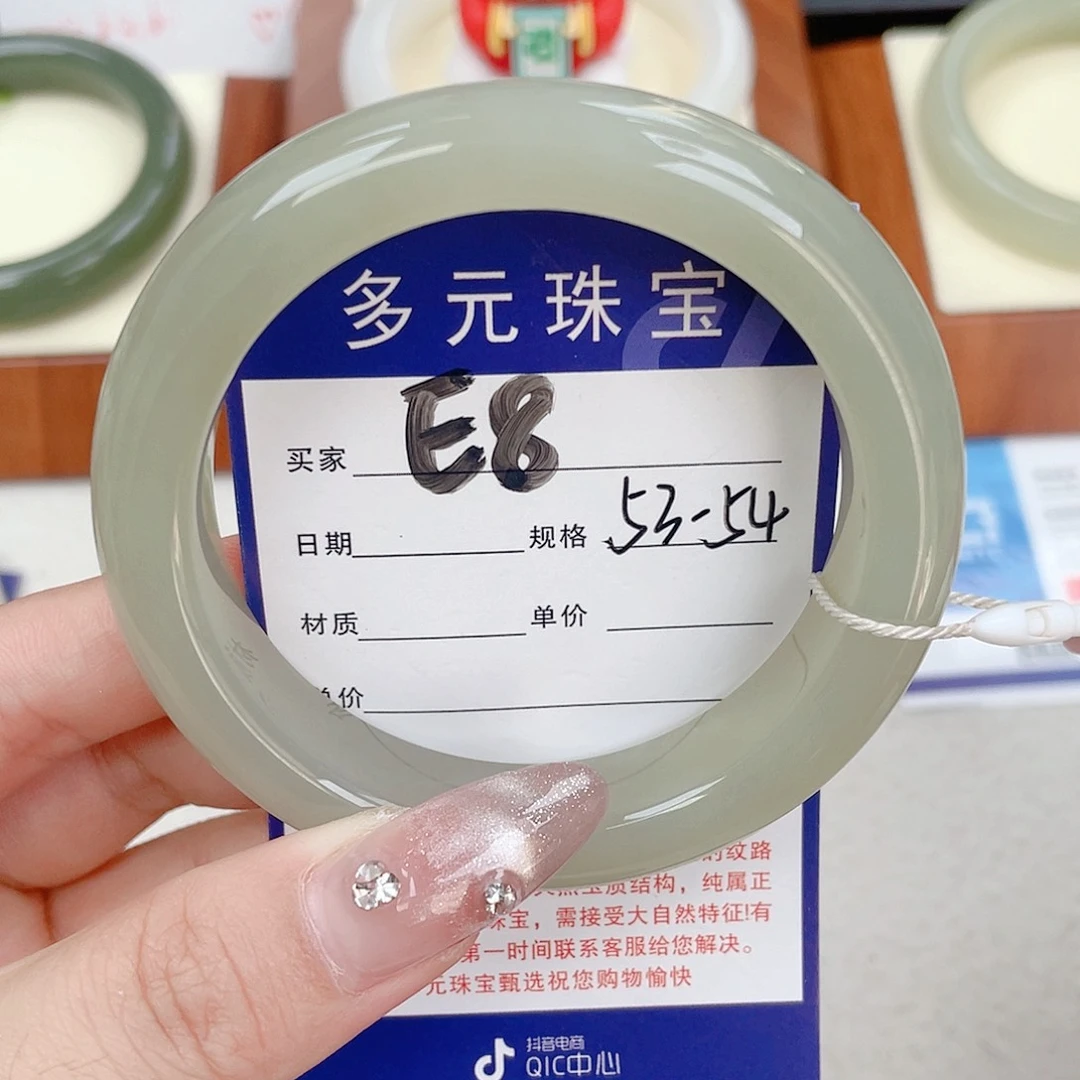 多元珠宝
买家 E8
日期 规格 53-54
材质 单价
单价
的纹路
玉质结构，纯属正
珠宝，需接受大自然特征!有
第一时间联系客服给您解决。
元珠宝甄选祝您购物愉快
抖音电商
QIC中心